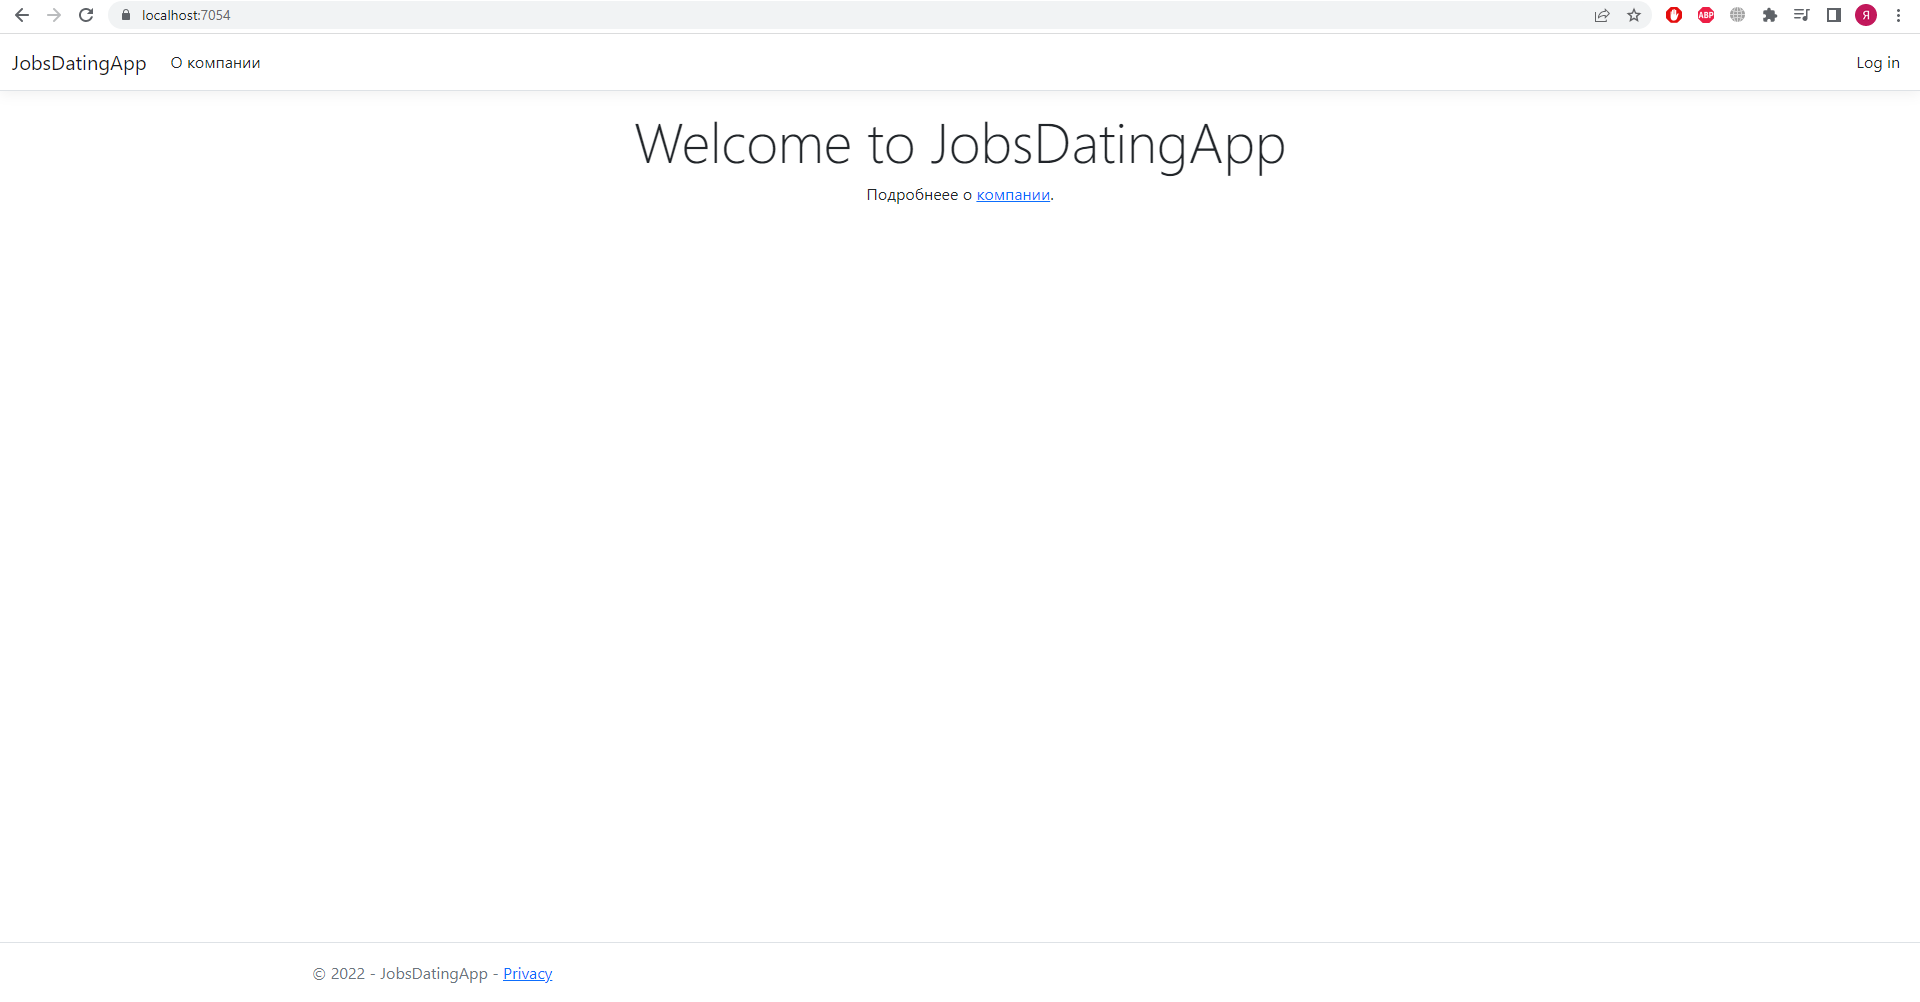 localhost:7054
ABP
Я
JobsDatingApp О компании Log in
Welcome to JobsDatingApp
Подробнеее о компании.
© 2022 - JobsDatingApp - Privacy